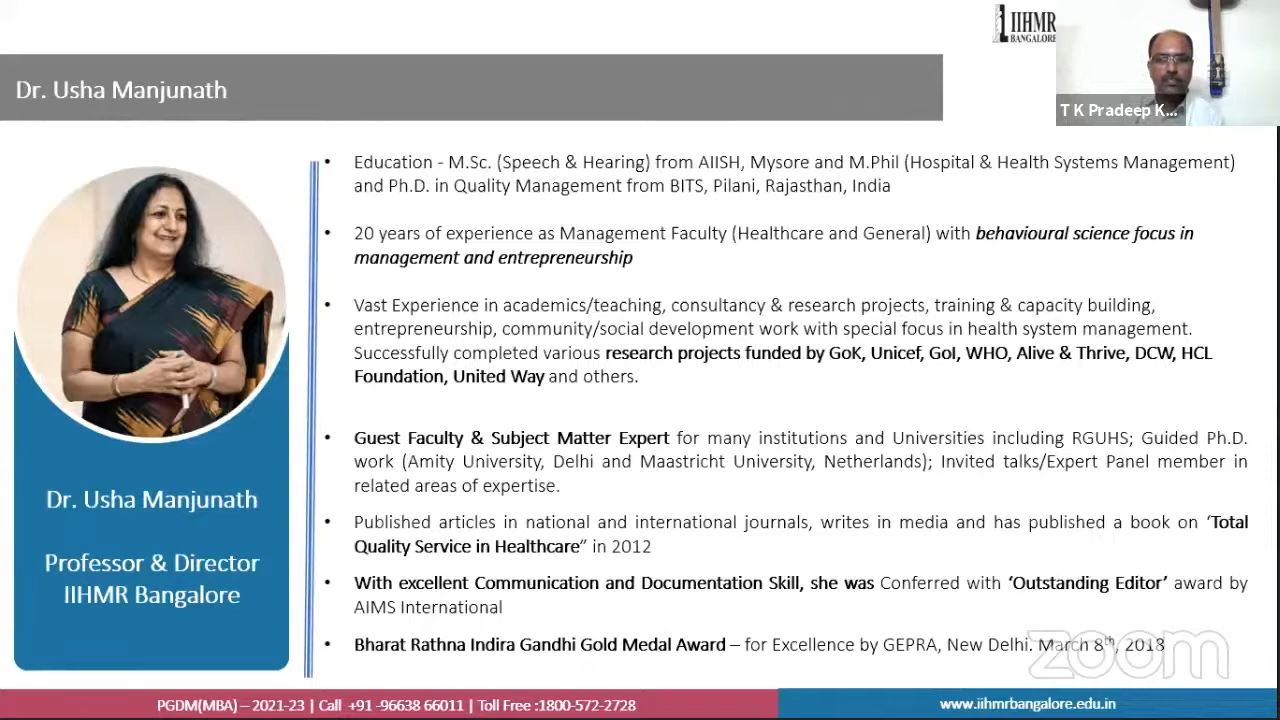 IIHMR
BANGALORE
T K Pradeep K...
Dr. Usha Manjunath
• Education - M.Sc. (Speech & Hearing) from AIISH, Mysore and M.Phil (Hospital & Health Systems Management)
and Ph.D. in Quality Management from BITS, Pilani, Rajasthan, India
• 20 years of experience as Management Faculty (Healthcare and General) with behavioural science focus in
management and entrepreneurship
• Vast Experience in academics/teaching, consultancy & research projects, training & capacity building,
entrepreneurship, community/social development work with special focus in health system management.
Successfully completed various research projects funded by GoK, Unicef, GoI, WHO, Alive & Thrive, DCW, HCL
Foundation, United Way and others.
• Guest Faculty & Subject Matter Expert for many institutions and Universities including RGUHS; Guided Ph.D.
work (Amity University, Delhi and Maastricht University, Netherlands); Invited talks/Expert Panel member in
related areas of expertise.
• Published articles in national and international journals, writes in media and has published a book on ‘Total
Quality Service in Healthcare” in 2012
• With excellent Communication and Documentation Skill, she was Conferred with ‘Outstanding Editor’ award by
AIMS International
• Bharat Rathna Indira Gandhi Gold Medal Award – for Excellence by GEPRA, New Delhi. March 8th, 2018
Dr. Usha Manjunath
Professor & Director
IIHMR Bangalore
zoom
PGDM(MBA) – 2021-23 | Call +91 -96638 66011 | Toll Free :1800-572-2728
www.iihmrbangalore.edu.in